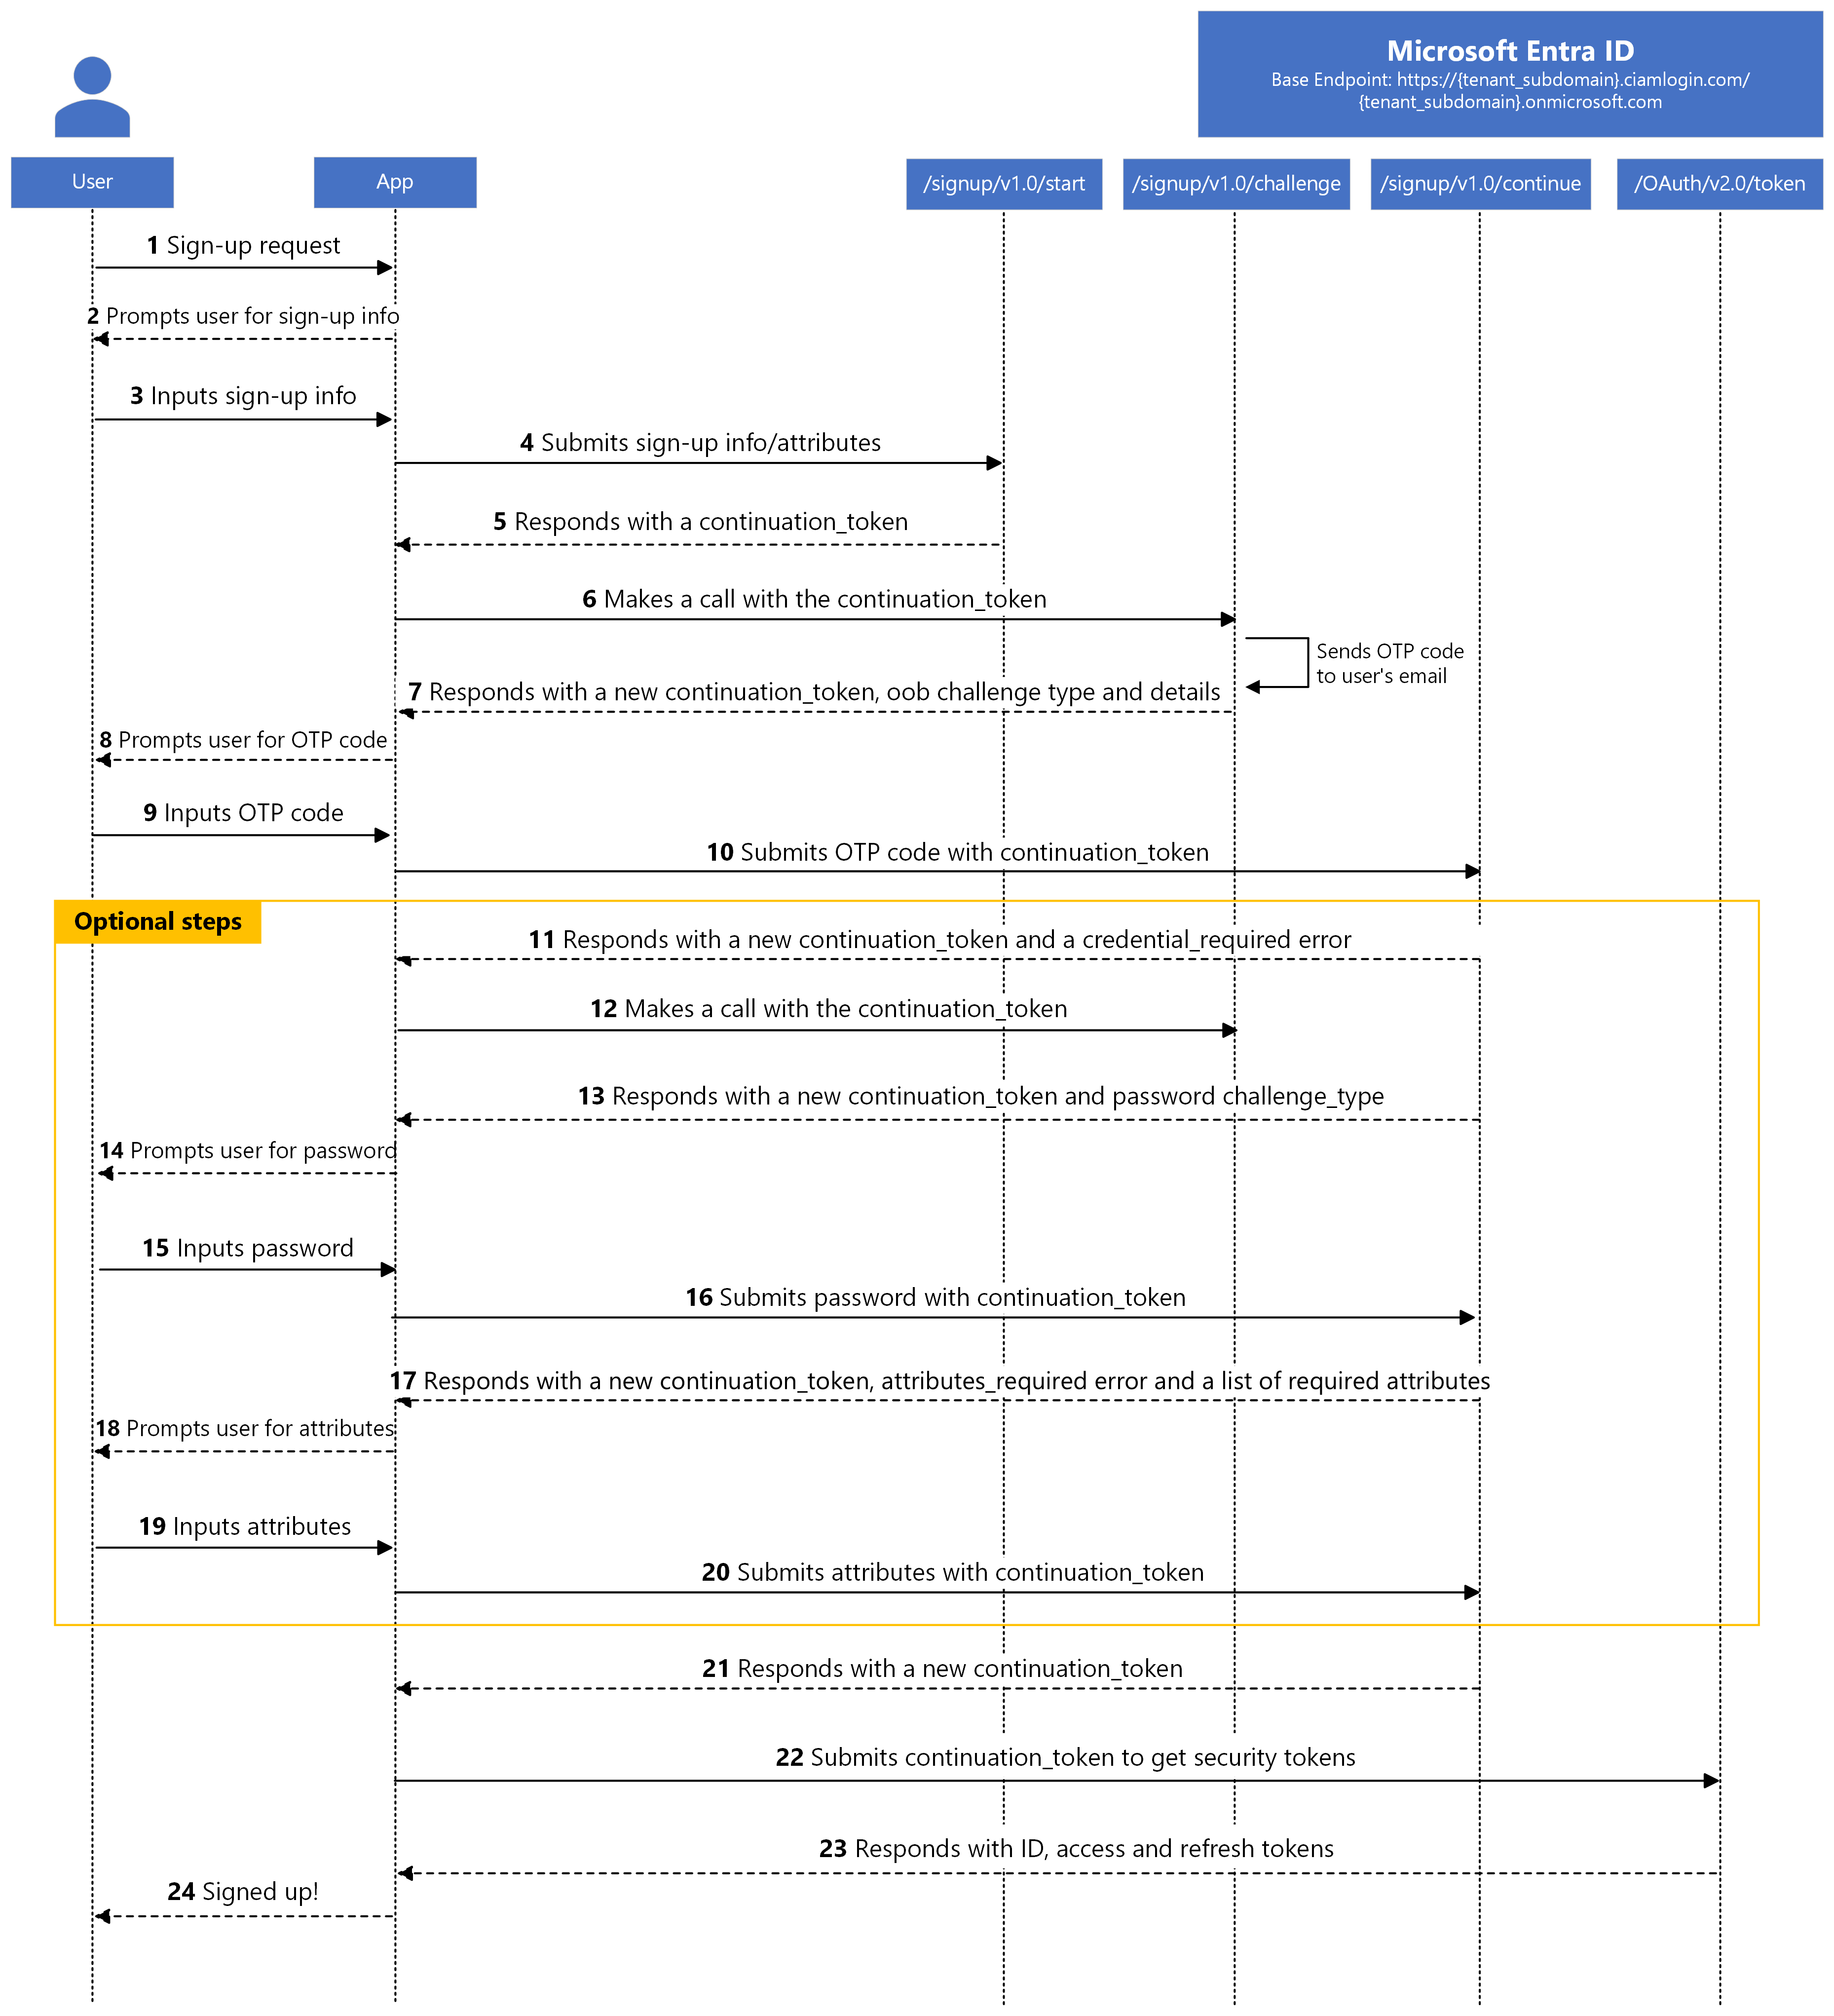 Microsoft Entra ID
Base Endpoint: https://{tenant_subdomain}.ciamlogin.com/
{tenant_subdomain}.onmicrosoft.com
User
App
/signup/v1.0/start
/signup/v1.0/challenge
/signup/v1.0/continue
/OAuth/v2.0/token
1 Sign-up request
2 Prompts user for sign-up info
3 Inputs sign-up info
4 Submits sign-up info/attributes
5 Responds with a continuation_token
6 Makes a call with the continuation_token
Sends OTP code
to user's email
7 Responds with a new continuation_token, oob challenge type and details
8 Prompts user for OTP code
9 Inputs OTP code
10 Submits OTP code with continuation_token
Optional steps
11 Responds with a new continuation_token and a credential_required error
12 Makes a call with the continuation_token
13 Responds with a new continuation_token and password challenge_type
14 Prompts user for password
15 Inputs password
16 Submits password with continuation_token
17 Responds with a new continuation_token, attributes_required error and a list of required attributes
18 Prompts user for attributes
19 Inputs attributes
20 Submits attributes with continuation_token
21 Responds with a new continuation_token
22 Submits continuation_token to get security tokens
23 Responds with ID, access and refresh tokens
24 Signed up!